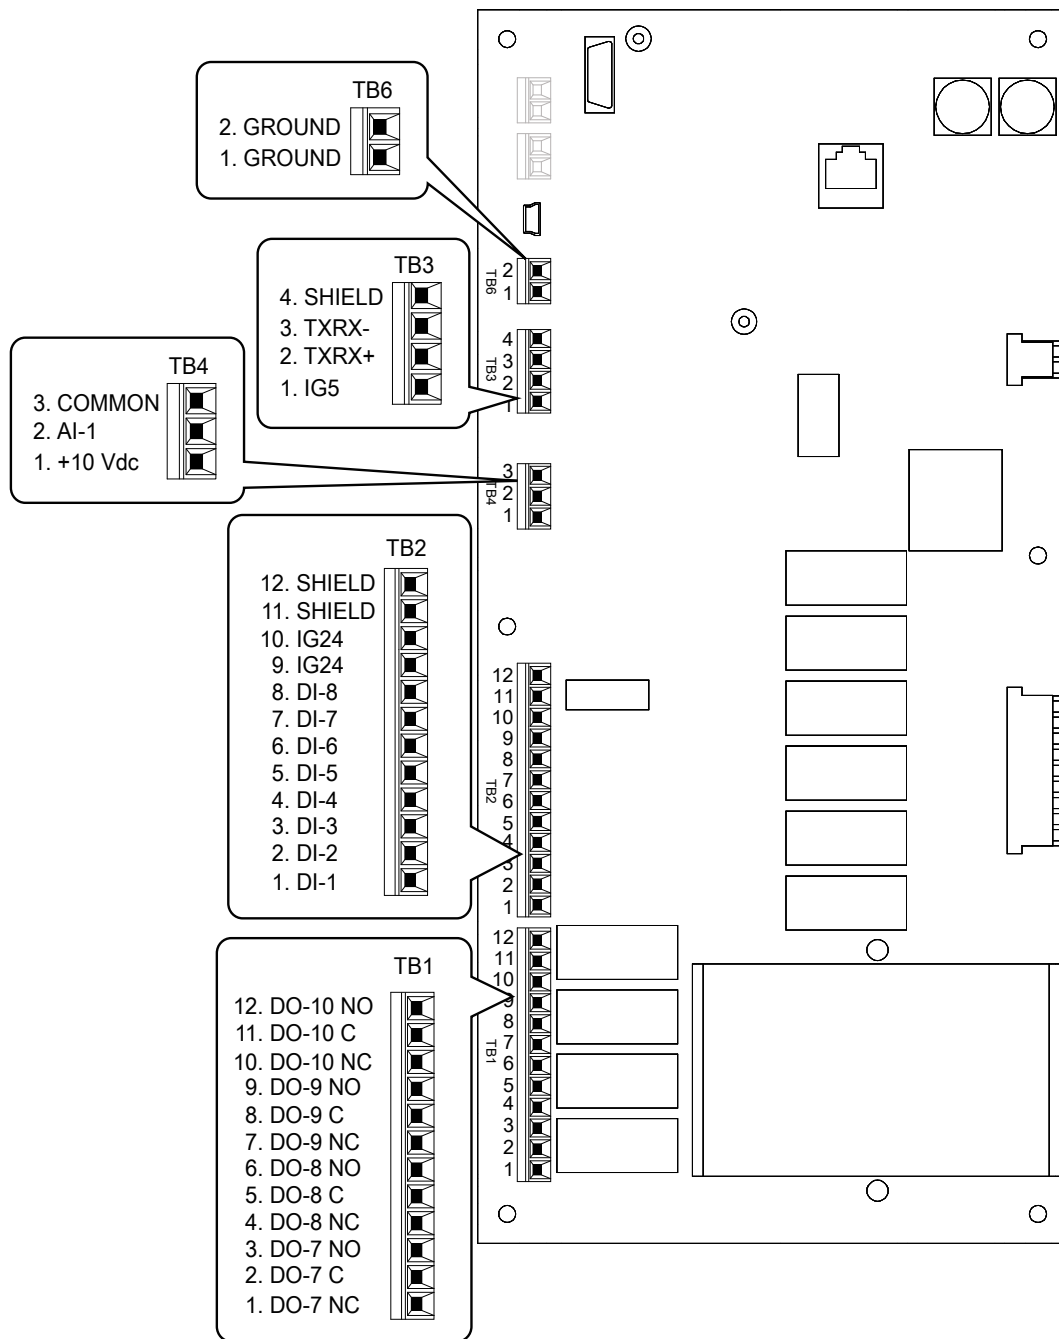 TB6
2. GROUND
1. GROUND
2
1
TB6
TB3
4. SHIELD
3. TXRX-
2. TXRX+
1. IG5
4
3
2
1
TB3
TB4
3. COMMON
2. AI-1
1. +10 Vdc
3
2
1
TB4
TB2
12. SHIELD
11. SHIELD
10. IG24
9. IG24
8. DI-8
7. DI-7
6. DI-6
5. DI-5
4. DI-4
3. DI-3
2. DI-2
1. DI-1
12
11
10
9
8
7
6
5
4
3
2
1
TB2
TB1
12. DO-10 NO
11. DO-10 C
10. DO-10 NC
9. DO-9 NO
8. DO-9 C
7. DO-9 NC
6. DO-8 NO
5. DO-8 C
4. DO-8 NC
3. DO-7 NO
2. DO-7 C
1. DO-7 NC
12
11
10
9
8
7
6
5
4
3
2
1
TB1